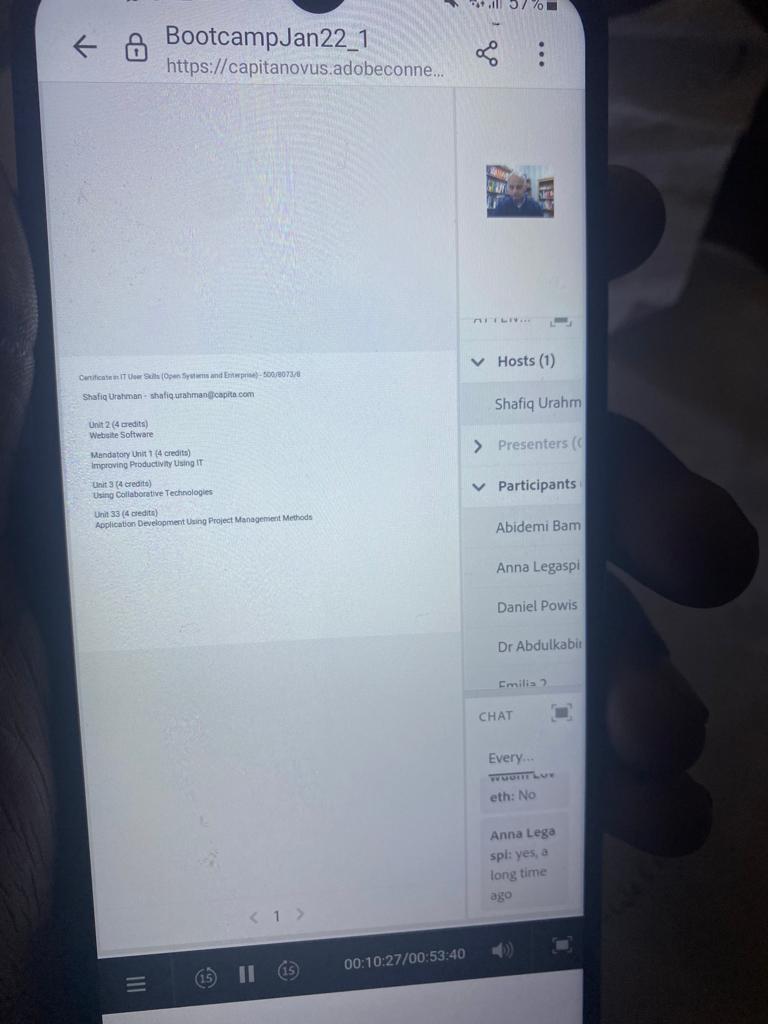 57%
BootcampJan22_1
https://capitanovus.adobeconne...
Certificate in IT User Skills (Open Systems and Enterprise) - 500/8073/8
Shafiq Urahman - shafiq.urahman@capita.com
Unit 2 (4 credits)
Website Software
Mandatory Unit 1 (4 credits)
Improving Productivity Using IT
Unit 3 (4 credits)
Using Collaborative Technologies
Unit 33 (4 credits)
Application Development Using Project Management Methods
Hosts (1)
Shafiq Urahm
Presenters (
Participants
Abidemi Bam
Anna Legaspi
Daniel Powis
Dr Abdulkabir
CHAT
Every...
eth: No
Anna Lega
spi: yes, a
long time
ago
1
15
15
00:10:27/00:53:40